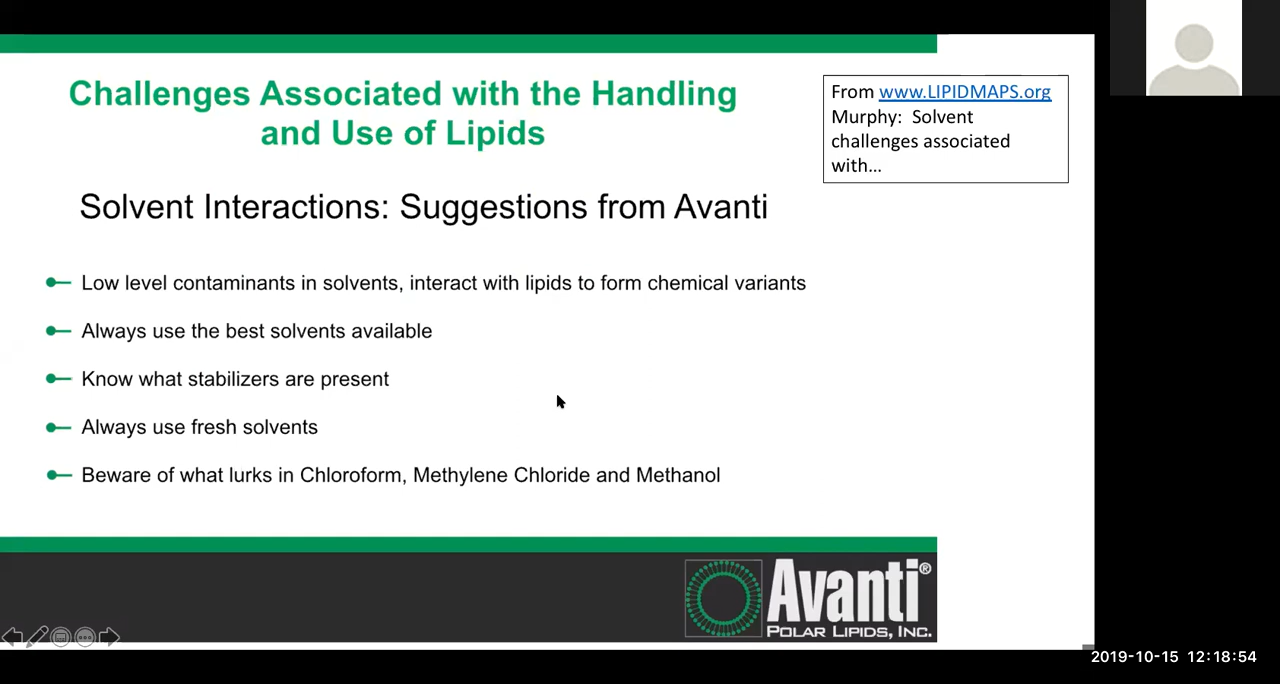 Challenges Associated with the Handling
and Use of Lipids
From www.LIPIDMAPS.org
Murphy:  Solvent
challenges associated
with…
Solvent Interactions: Suggestions from Avanti
Low level contaminants in solvents, interact with lipids to form chemical variants
Always use the best solvents available
Know what stabilizers are present
Always use fresh solvents
Beware of what lurks in Chloroform, Methylene Chloride and Methanol
Avanti®
POLAR LIPIDS, INC.
2019-10-15 12:18:54